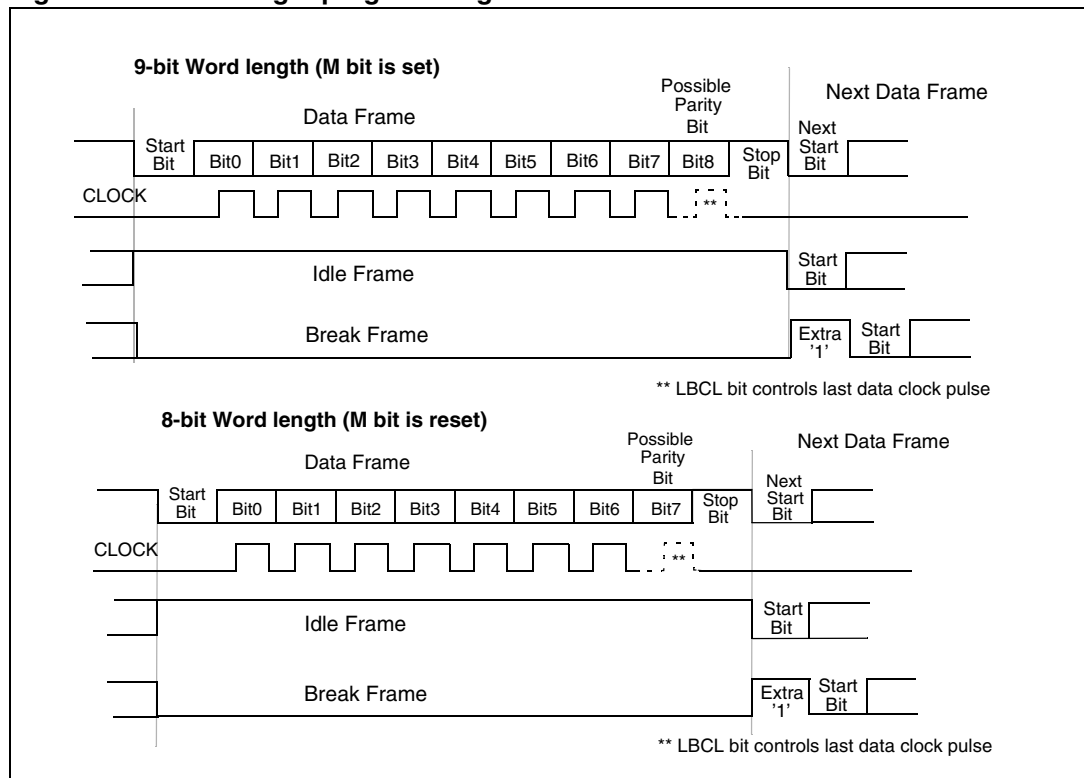 9-bit Word length (M bit is set)
Possible
Parity
Bit
Next Data Frame
Data Frame
Start
Bit
Bit0
Bit1
Bit2
Bit3
Bit4
Bit5
Bit6
Bit7
Bit8
Stop
Bit
Next
Start
Bit
CLOCK
**
Idle Frame
Start
Bit
Break Frame
Extra
'1'
Start
Bit
** LBCL bit controls last data clock pulse
8-bit Word length (M bit is reset)
Possible
Parity
Bit
Next Data Frame
Data Frame
Start
Bit
Bit0
Bit1
Bit2
Bit3
Bit4
Bit5
Bit6
Bit7
Stop
Bit
Next
Start
Bit
CLOCK
**
Idle Frame
Start
Bit
Break Frame
Extra
'1'
Start
Bit
** LBCL bit controls last data clock pulse